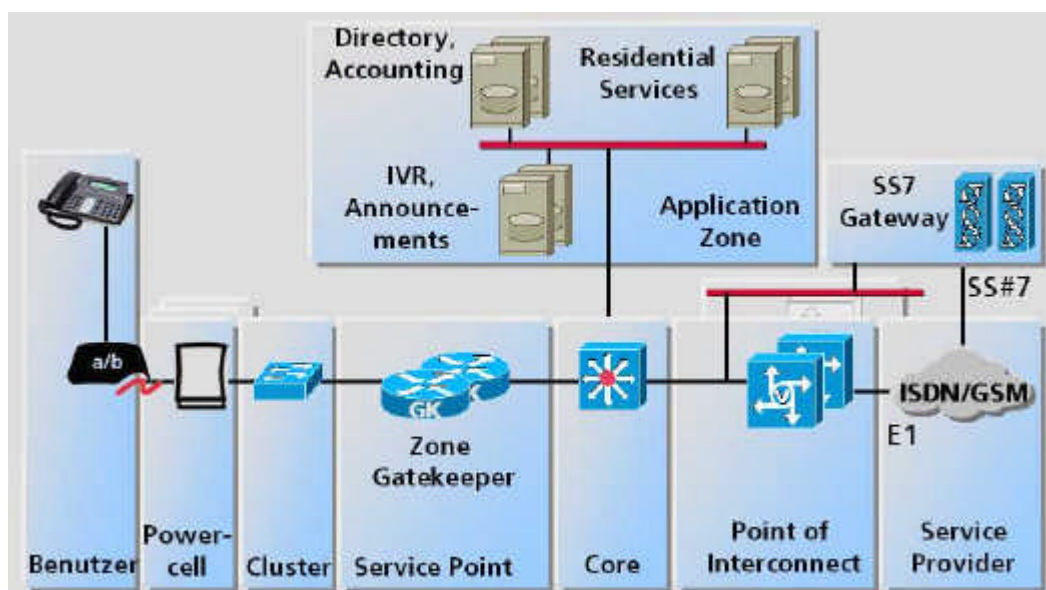 Directory,
Accounting
Residential
Services
IVR,
Announce-
ments
Application
Zone
SS7
Gateway
SS#7
a/b
GK
V
ISDN/GSM
E1
Zone
Gatekeeper
Benutzer
Power-
cell
Cluster
Service Point
Core
Point of
Interconnect
Service
Provider